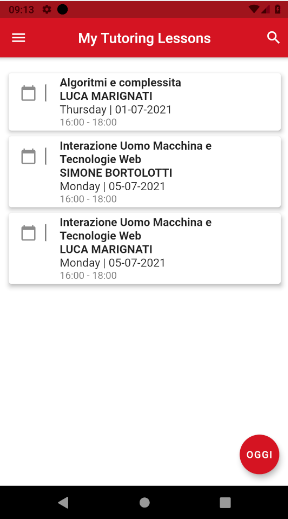 09:13
My Tutoring Lessons
Algoritmi e complessita
LUCA MARIGNATI
Thursday | 01-07-2021
16:00 - 18:00
Interazione Uomo Macchina e
Tecnologie Web
SIMONE BORTOLOTTI
Monday | 05-07-2021
16:00 - 18:00
Interazione Uomo Macchina e
Tecnologie Web
LUCA MARIGNATI
Monday | 05-07-2021
16:00 - 18:00
OGGI